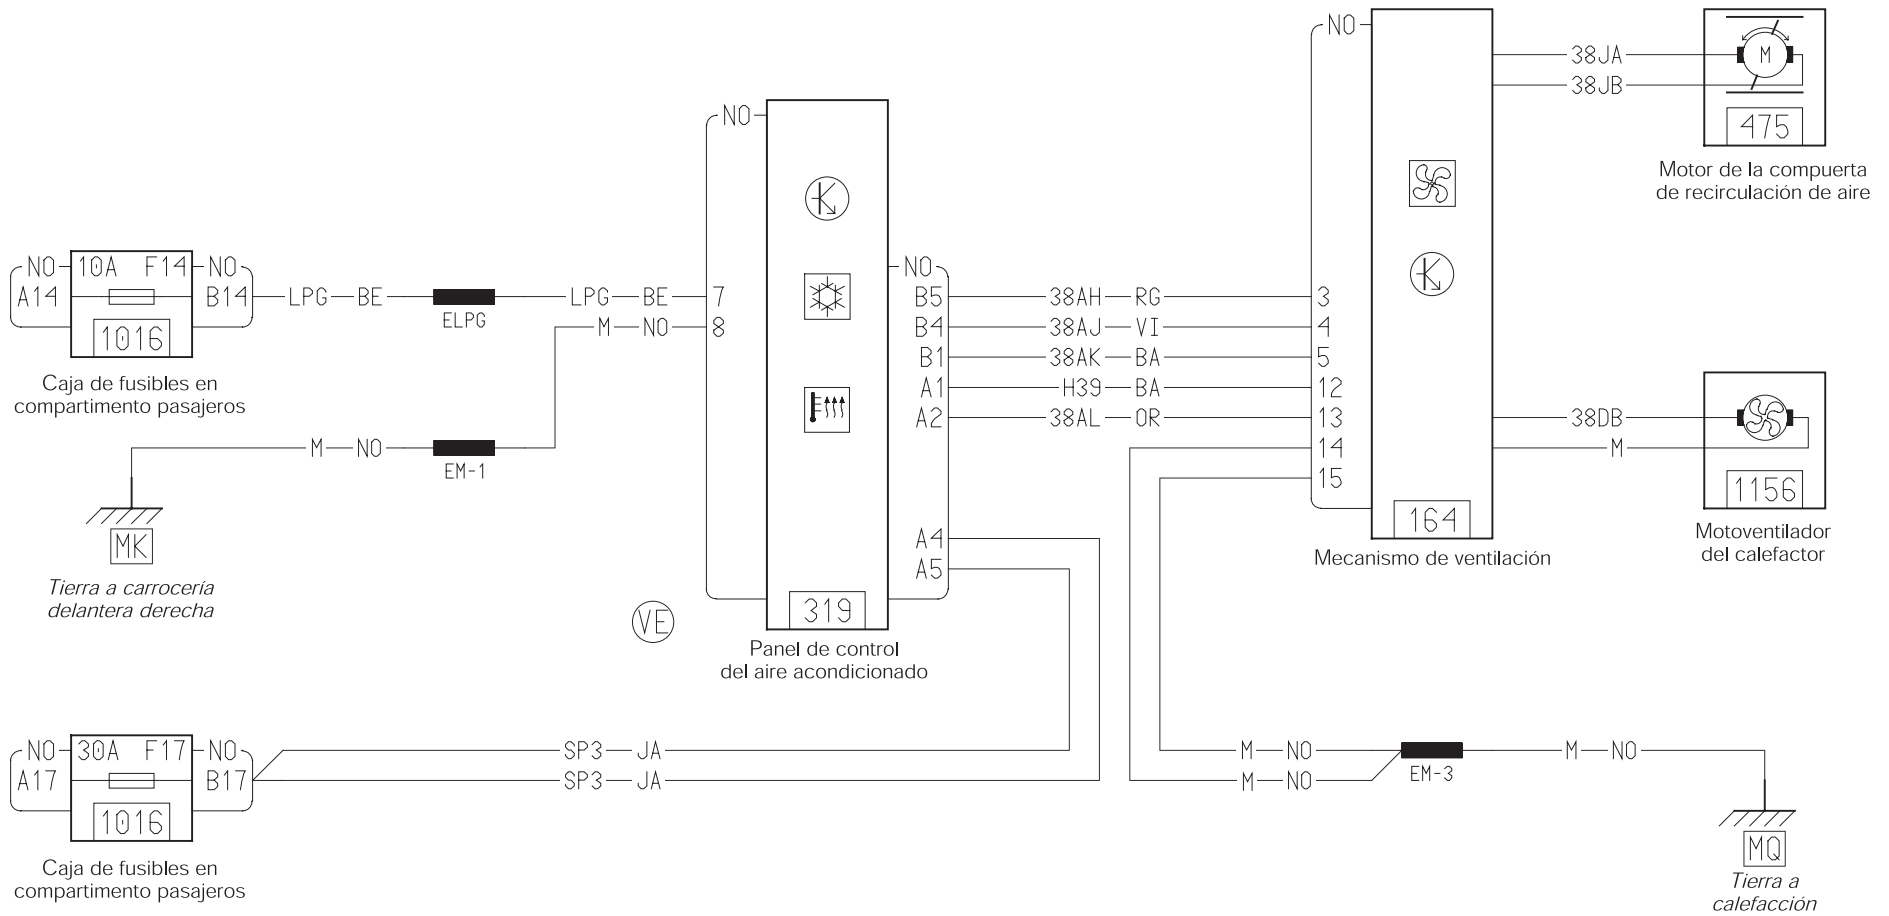 NO
10A F14
NO
A14
B14
1016
Caja de fusibles en
compartimento pasajeros
LPG BE
ELPG
LPG BE
M NO
M NO
EM-1
MK
Tierra a carrocería
delantera derecha
NO
7
8
319
Panel de control
del aire acondicionado
VE
NO
B5
B4
B1
A1
A2
A4
A5
38AH RG
38AJ VI
38AK BA
H39 BA
38AL OR
NO
3
4
5
12
13
14
15
164
Mecanismo de ventilación
38JA
38JB
M
475
Motor de la compuerta
de recirculación de aire
38DB
M
1156
Motoventilador
del calefactor
NO
30A F17
NO
A17
B17
1016
Caja de fusibles en
compartimento pasajeros
SP3 JA
SP3 JA
M NO
M NO
EM-3
M NO
MQ
Tierra a
calefacción